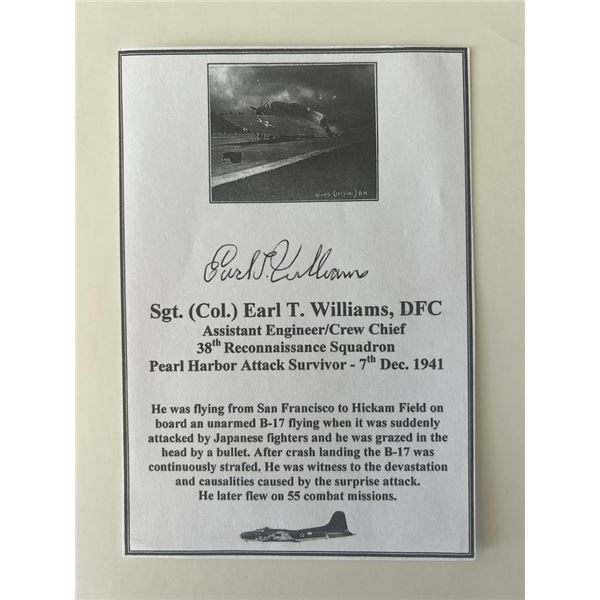 Earl T. Williams
Sgt. (Col.) Earl T. Williams, DFC
Assistant Engineer/Crew Chief
38th Reconnaissance Squadron
Pearl Harbor Attack Survivor - 7th Dec. 1941
He was flying from San Francisco to Hickam Field on
board an unarmed B-17 flying when it was suddenly
attacked by Japanese fighters and he was grazed in the
head by a bullet. After crash landing the B-17 was
continuously strafed. He was witness to the devastation
and causalities caused by the surprise attack.
He later flew on 55 combat missions.